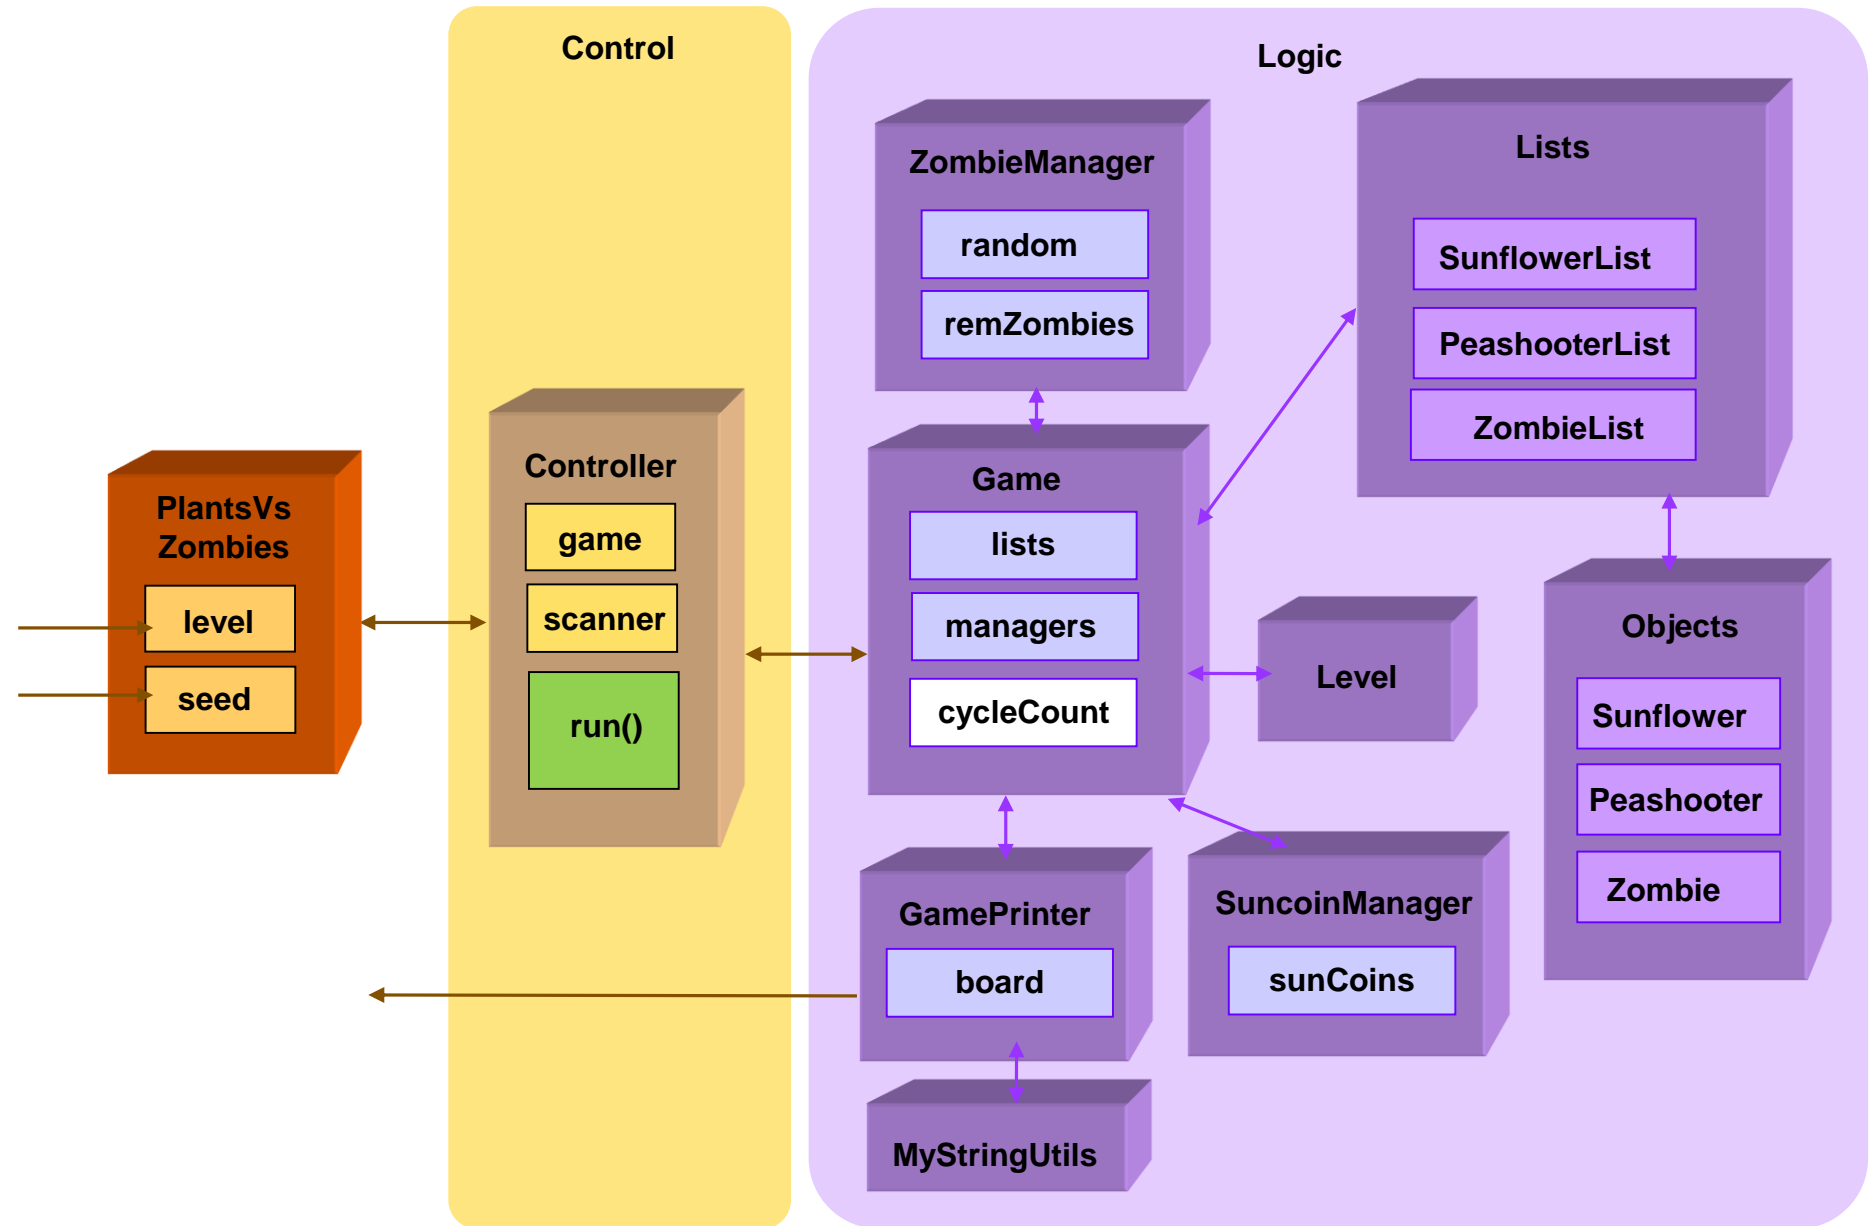 Control
Logic
ZombieManager
random
remZombies
Lists
SunflowerList
PeashooterList
ZombieList
PlantsVs
Zombies
level
seed
Controller
game
scanner
run()
Game
lists
managers
cycleCount
Level
Objects
Sunflower
Peashooter
Zombie
GamePrinter
board
SuncoinManager
sunCoins
MyStringUtils